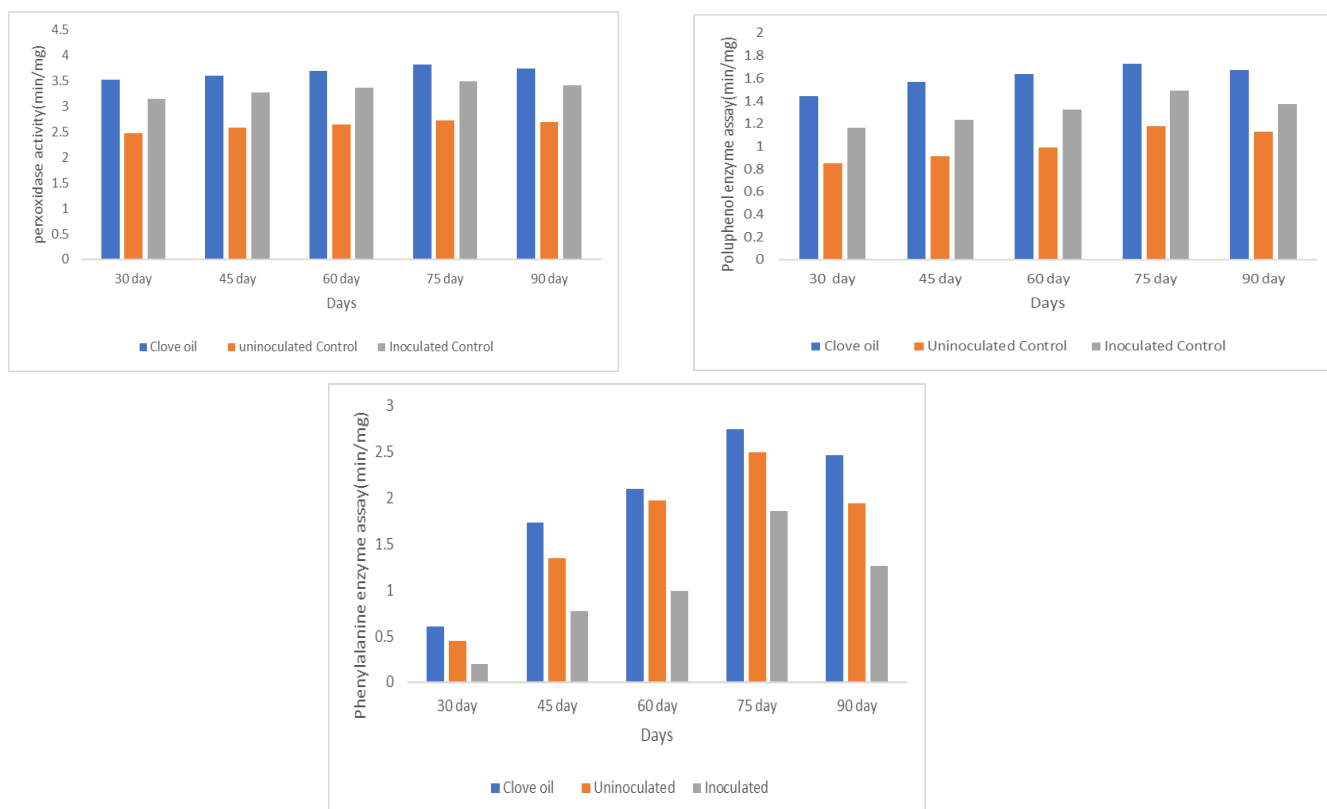 perxoxidase activity(min/mg)
4.5
4
3.5
3
2.5
2
1.5
1
0.5
0
30 day 45 day 60 day 75 day 90 day
Days
Clove oil uninoculated Control Inoculated Control
Poluphenol enzyme assay(min/mg)
2
1.8
1.6
1.4
1.2
1
0.8
0.6
0.4
0.2
0
30 day 45 day 60 day 75 day 90 day
Days
Clove oil Uninoculated Control Inoculated Control
Phenylalanine enzyme assay(min/mg)
3
2.5
2
1.5
1
0.5
0
30 day 45 day 60 day 75 day 90 day
Days
Clove oil Uninoculated Inoculated